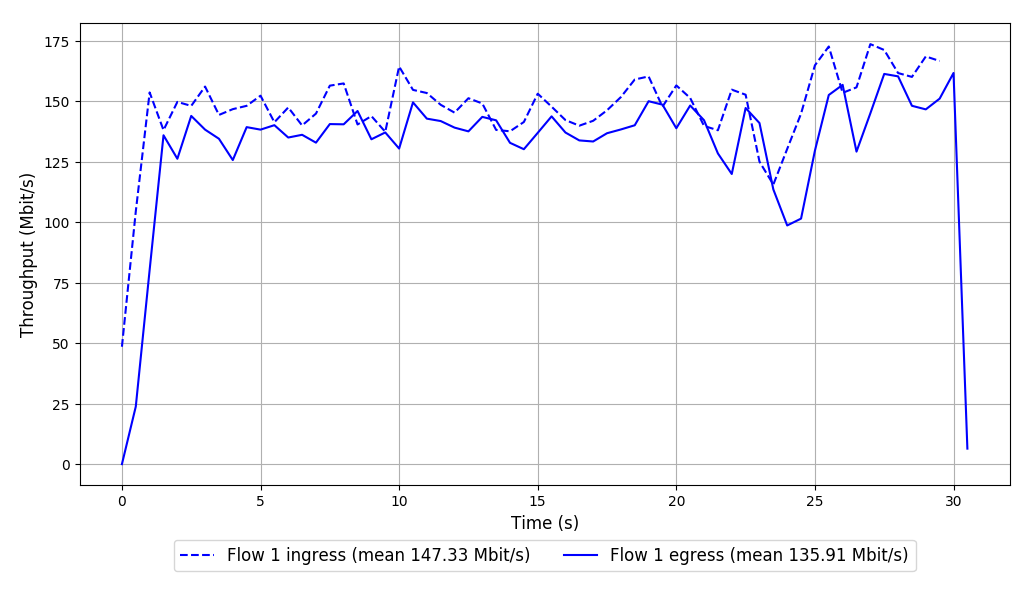 175
150
125
100
75
50
25
0
Throughput (Mbit/s)
0 5 10 15 20 25 30
Time (s)
Flow 1 ingress (mean 147.33 Mbit/s) Flow 1 egress (mean 135.91 Mbit/s)